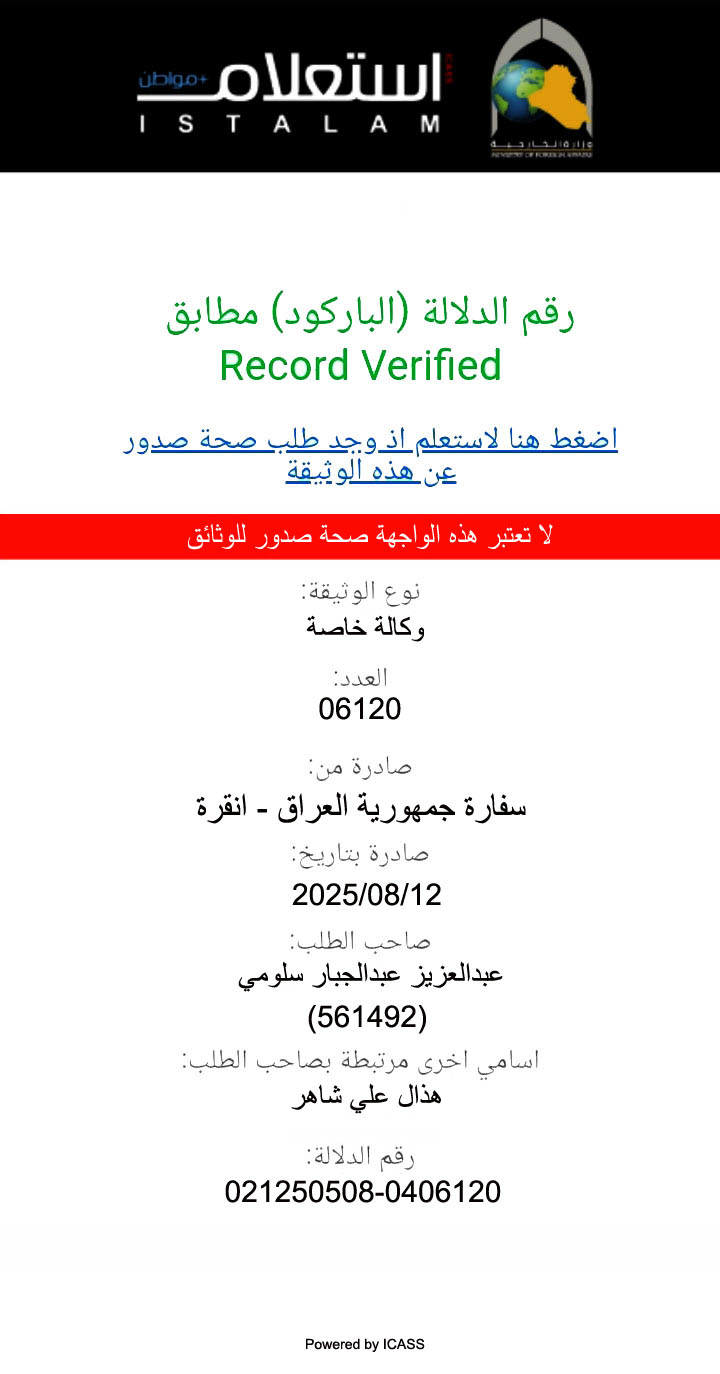 استعلام
+مواطن
ICASS
ISTALAM
وزارة الخارجية
MINISTRY OF FOREIGN AFFAIRS
رقم الدلالة (الباركود) مطابق
Record Verified
اضغط هنا لاستعلم اذ وجد طلب صحة صدور
عن هذه الوثيقة
لا تعتبر هذه الواجهة صحة صدور للوثائق
نوع الوثيقة:
وكالة خاصة
العدد:
06120
صادرة من:
سفارة جمهورية العراق - انقرة
صادرة بتاريخ:
2025/08/12
صاحب الطلب:
عبدالعزيز عبدالجبار سلومي
(561492)
اسامي اخرى مرتبطة بصاحب الطلب:
هذال علي شاهر
رقم الدلالة:
021250508-0406120
Powered by ICASS